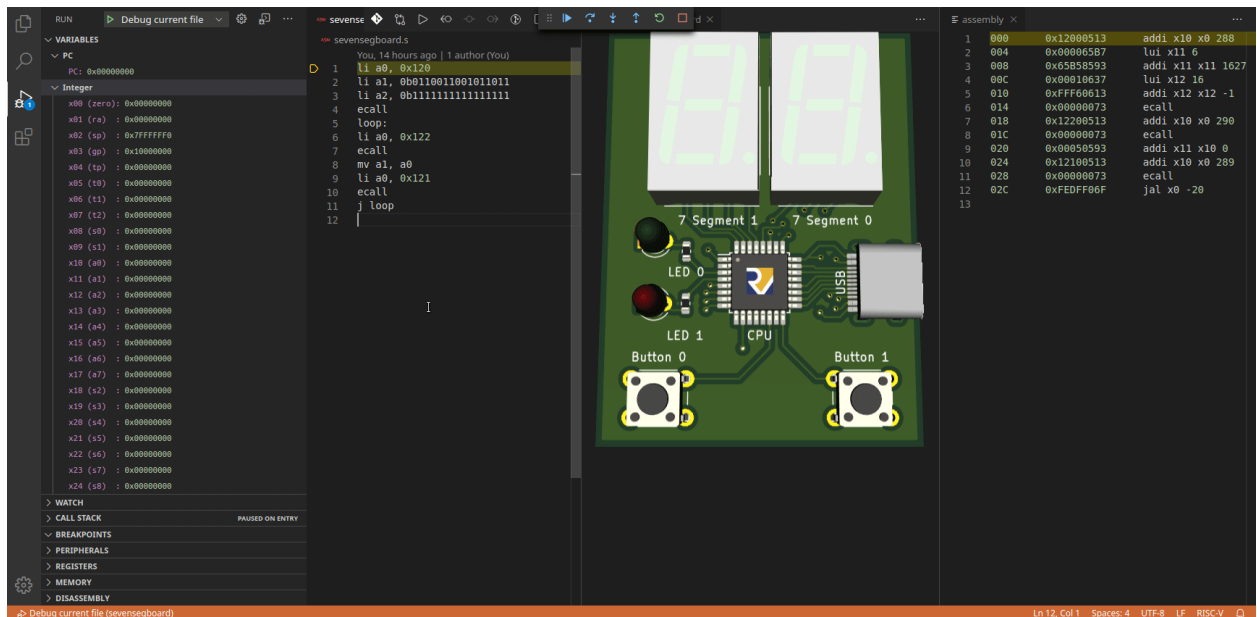 RUN
Debug current file
VARIABLES
PC
PC: 0x00000000
Integer
x00 (zero): 0x00000000
x01 (ra) : 0x00000000
x02 (sp) : 0x7FFFFFF0
x03 (gp) : 0x10000000
x04 (tp) : 0x00000000
x05 (t0) : 0x00000000
x06 (t1) : 0x00000000
x07 (t2) : 0x00000000
x08 (s0) : 0x00000000
x09 (s1) : 0x00000000
x10 (a0) : 0x00000000
x11 (a1) : 0x00000000
x12 (a2) : 0x00000000
x13 (a3) : 0x00000000
x14 (a4) : 0x00000000
x15 (a5) : 0x00000000
x16 (a6) : 0x00000000
x17 (a7) : 0x00000000
x18 (s2) : 0x00000000
x19 (s3) : 0x00000000
x20 (s4) : 0x00000000
x21 (s5) : 0x00000000
x22 (s6) : 0x00000000
x23 (s7) : 0x00000000
x24 (s8) : 0x00000000
WATCH
CALL STACK PAUSED ON ENTRY
BREAKPOINTS
PERIPHERALS
REGISTERS
MEMORY
DISASSEMBLY
1
sevense
sevensegboard.s
You, 14 hours ago | 1 author (You)
1 li a0, 0x120
2 li a1, 0b0110011001011011
3 li a2, 0b1111111111111111
4 ecall
5 loop:
6 li a0, 0x122
7 ecall
8 mv a1, a0
9 li a0, 0x121
10 ecall
11 j loop
12
rd
7 Segment 1 7 Segment 0
LED 0
USB
LED 1 CPU
Button 0 Button 1
assembly
1 000 0x12000513 addi x10 x0 288
2 004 0x000065B7 lui x11 6
3 008 0x65B58593 addi x11 x11 1627
4 00C 0x00010637 lui x12 16
5 010 0xFFF60613 addi x12 x12 -1
6 014 0x00000073 ecall
7 018 0x12200513 addi x10 x0 290
8 01C 0x00000073 ecall
9 020 0x00050593 addi x11 x10 0
10 024 0x12100513 addi x10 x0 289
11 028 0x00000073 ecall
12 02C 0xFEDFF06F jal x0 -20
13
Debug current file (sevensegboard)
Ln 12, Col 1 Spaces: 4 UTF-8 LF RISC-V